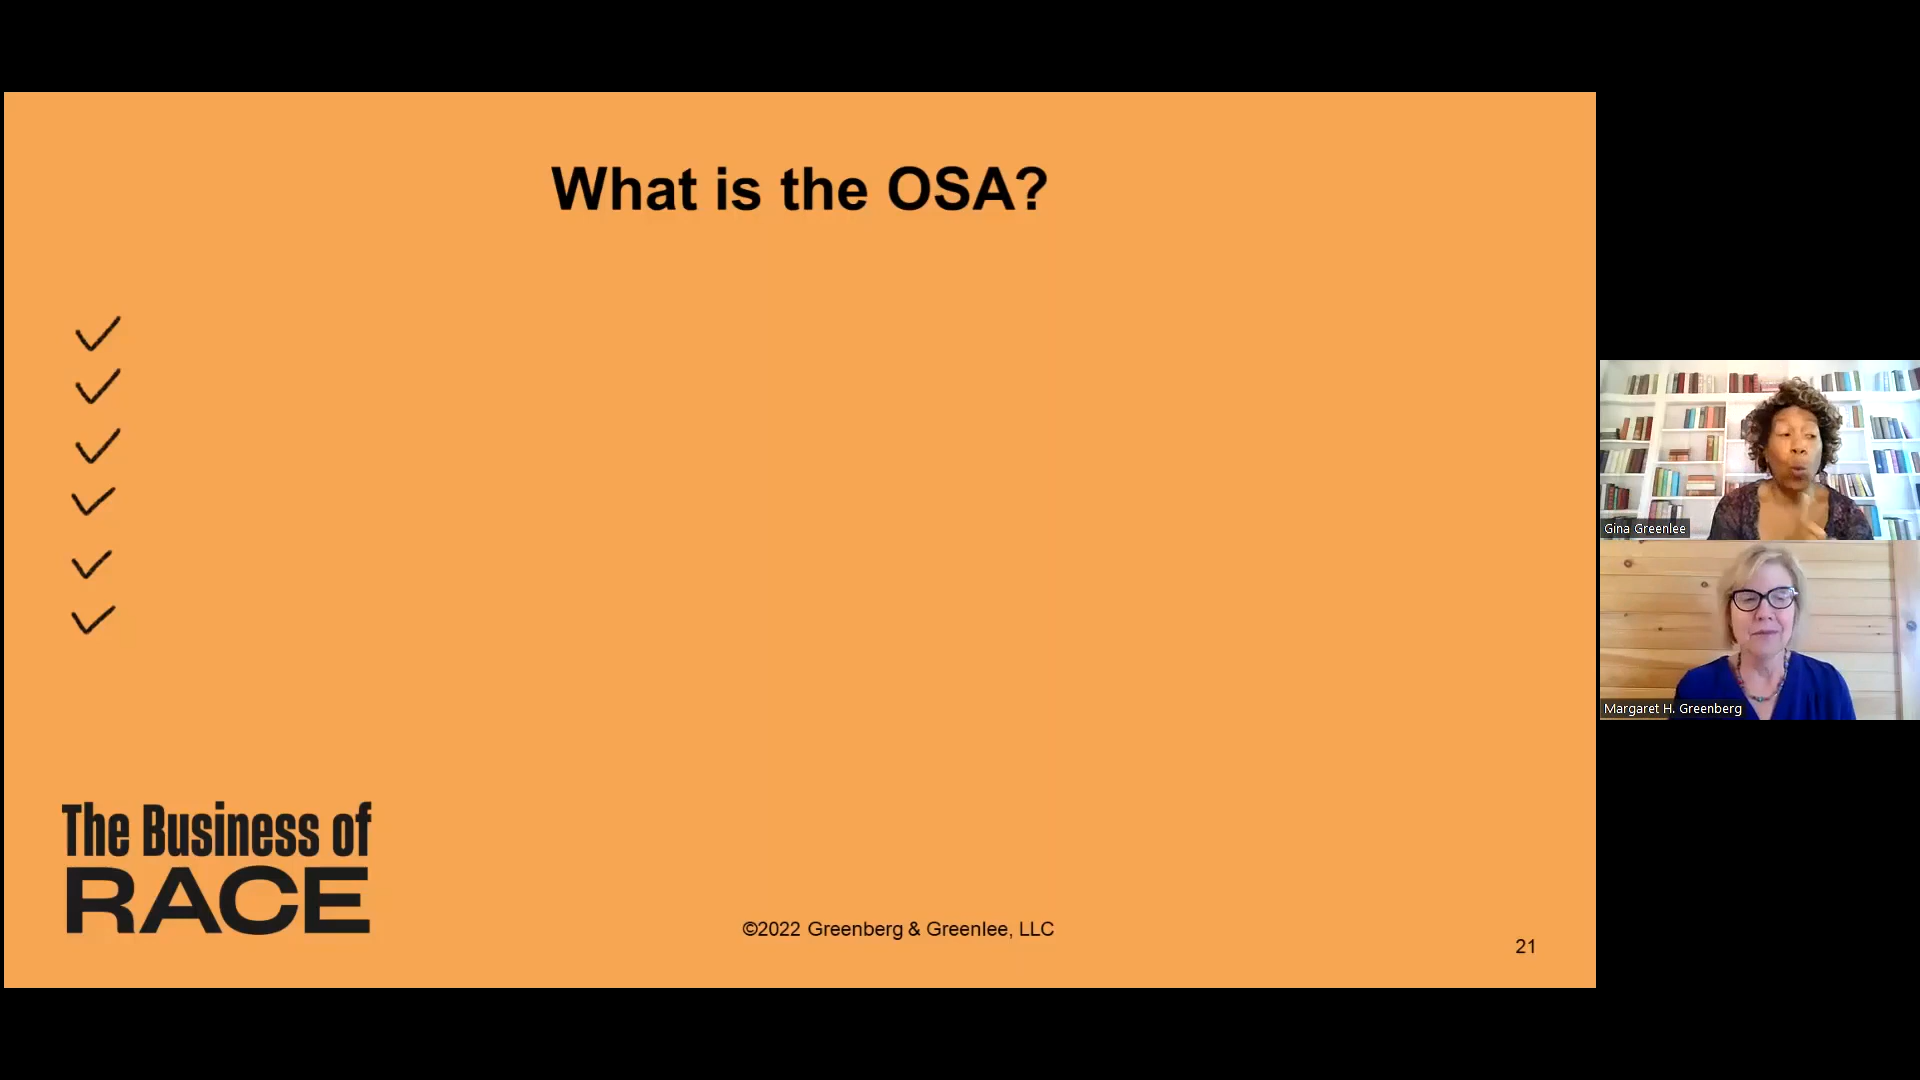 What is the OSA?
Gina Greenlee
Margaret H. Greenberg
The Business of
RACE
©2022 Greenberg & Greenlee, LLC
21